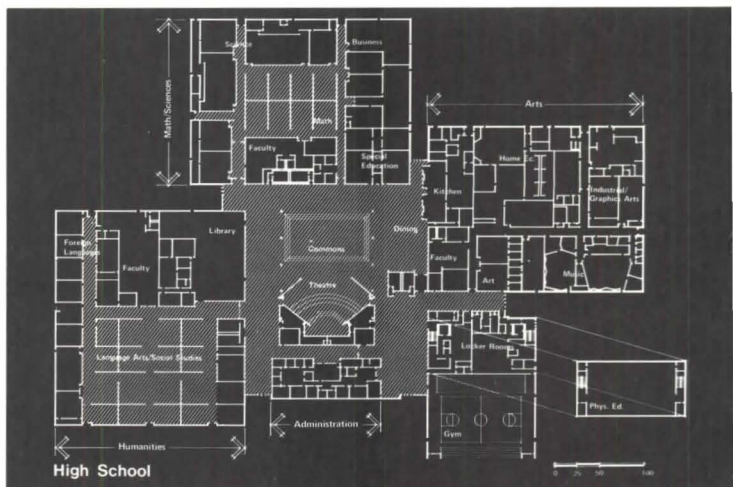 Science
Business
Math/Sciences
Math
Faculty
Special
Education
Arts
Home Ec.
Kitchen
Industrial/
Graphics Arts
Library
Foreign
Language
Faculty
Commons
Dining
Faculty
Art
Music
Theatre
Language Arts/Social Studies
Locker Rooms
Phys. Ed.
Gym
Administration
Humanities
High School
0 25 50 100